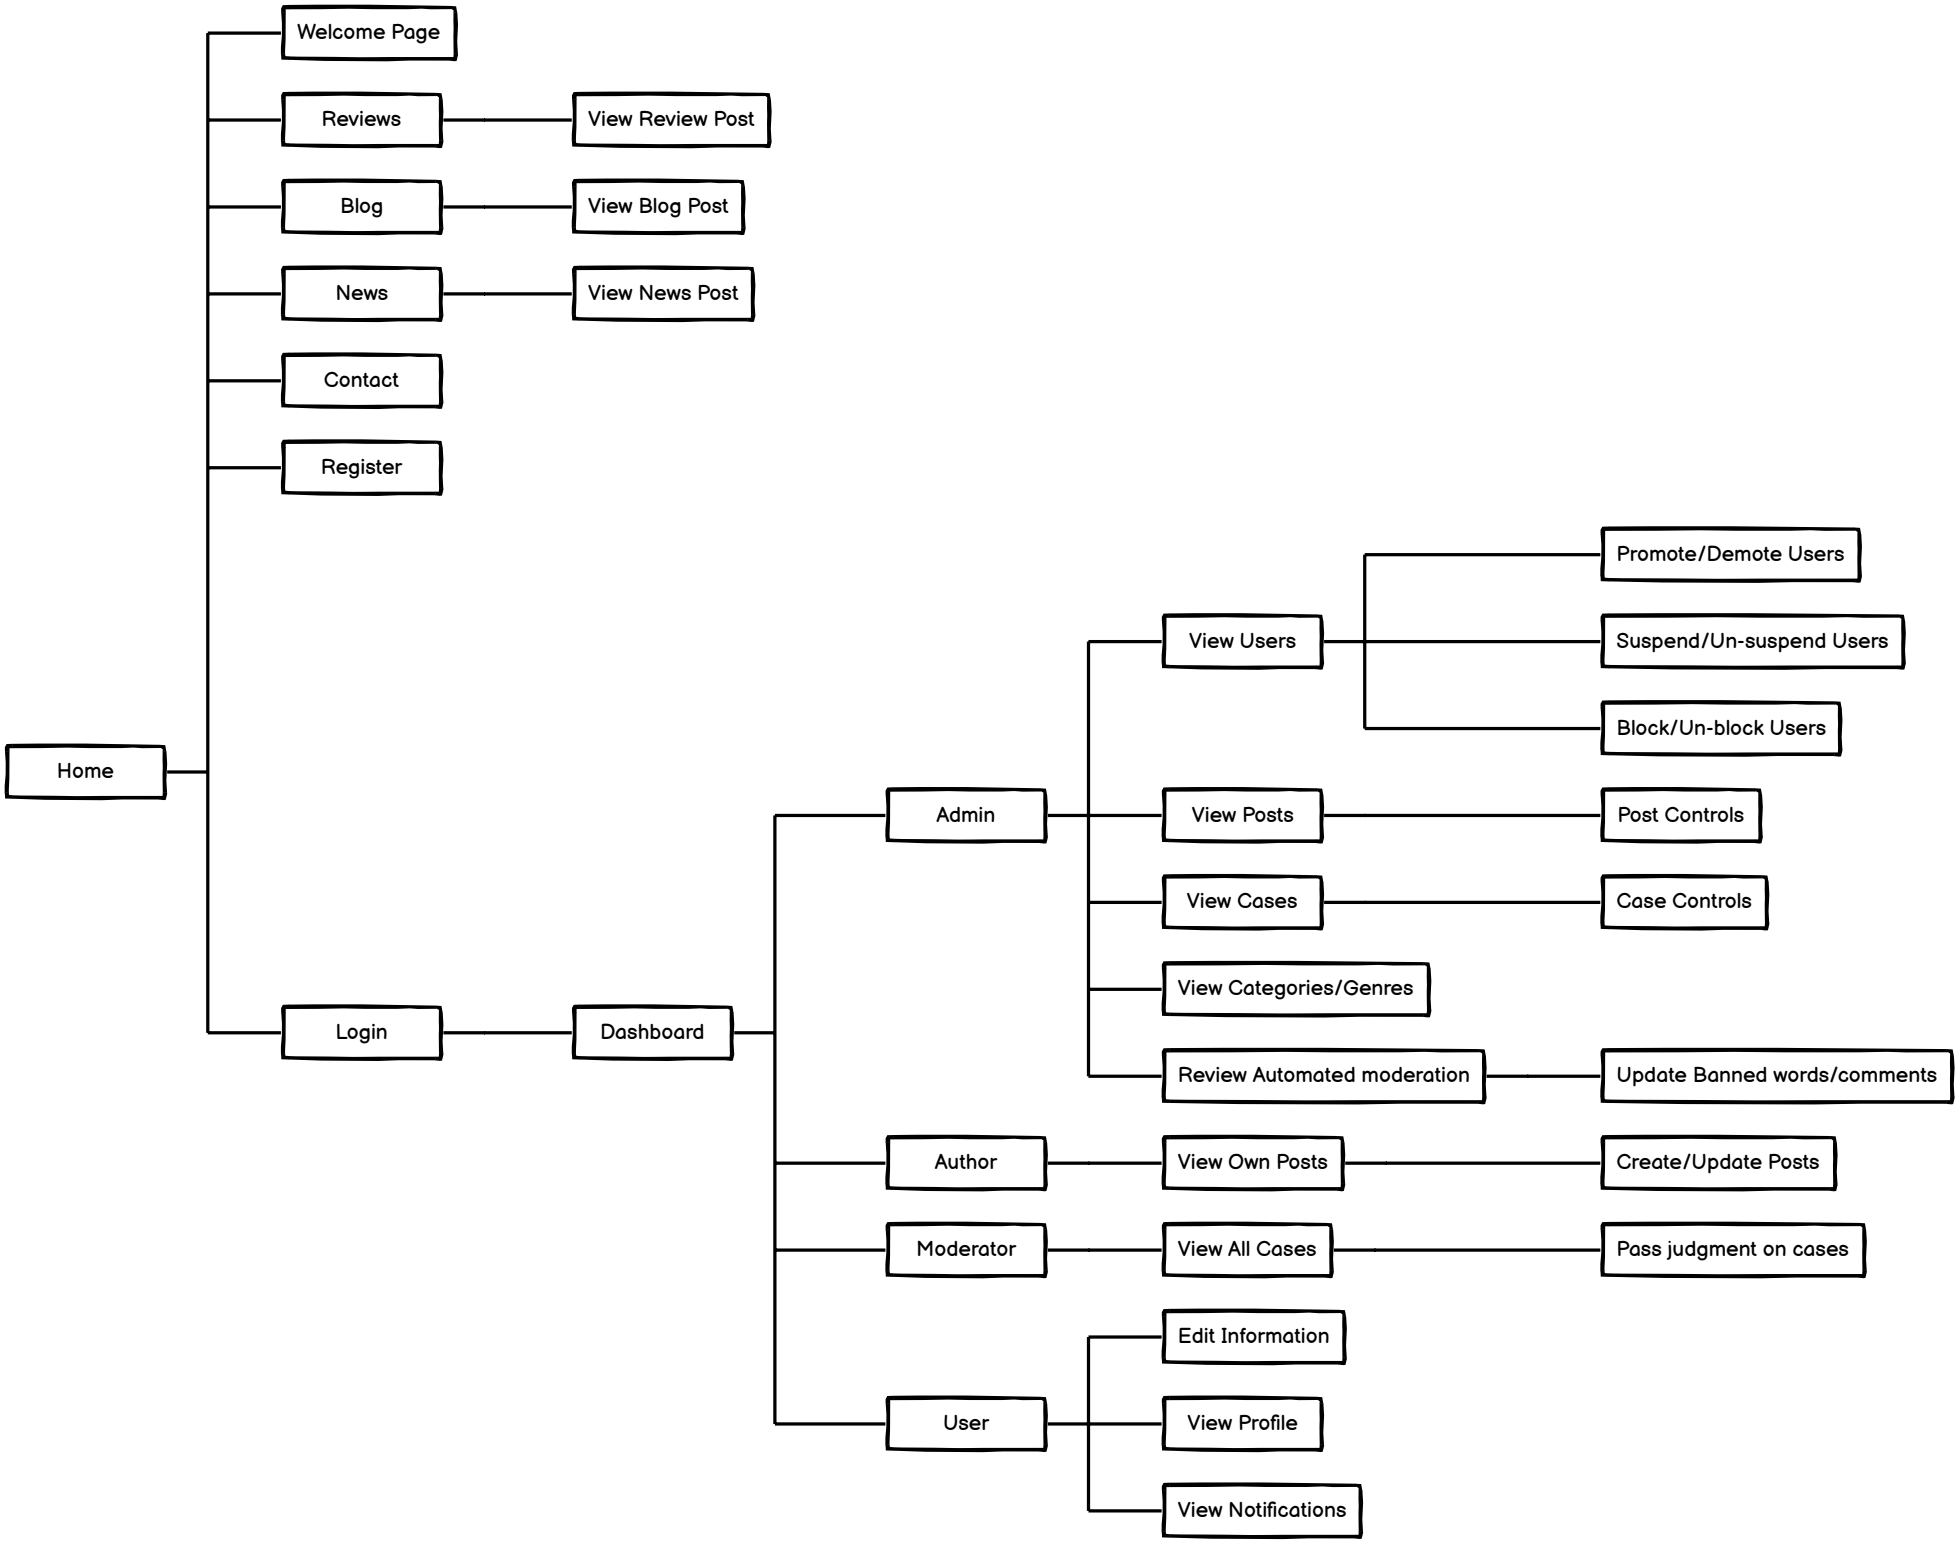 Welcome Page
Reviews
View Review Post
Blog
View Blog Post
News
View News Post
Contact
Register
Promote/Demote Users
View Users
Suspend/Un-suspend Users
Block/Un-block Users
Home
Admin
View Posts
Post Controls
View Cases
Case Controls
View Categories/Genres
Login
Dashboard
Review Automated moderation
Update Banned words/comments
Author
View Own Posts
Create/Update Posts
Moderator
View All Cases
Pass judgment on cases
Edit Information
User
View Profile
View Notifications